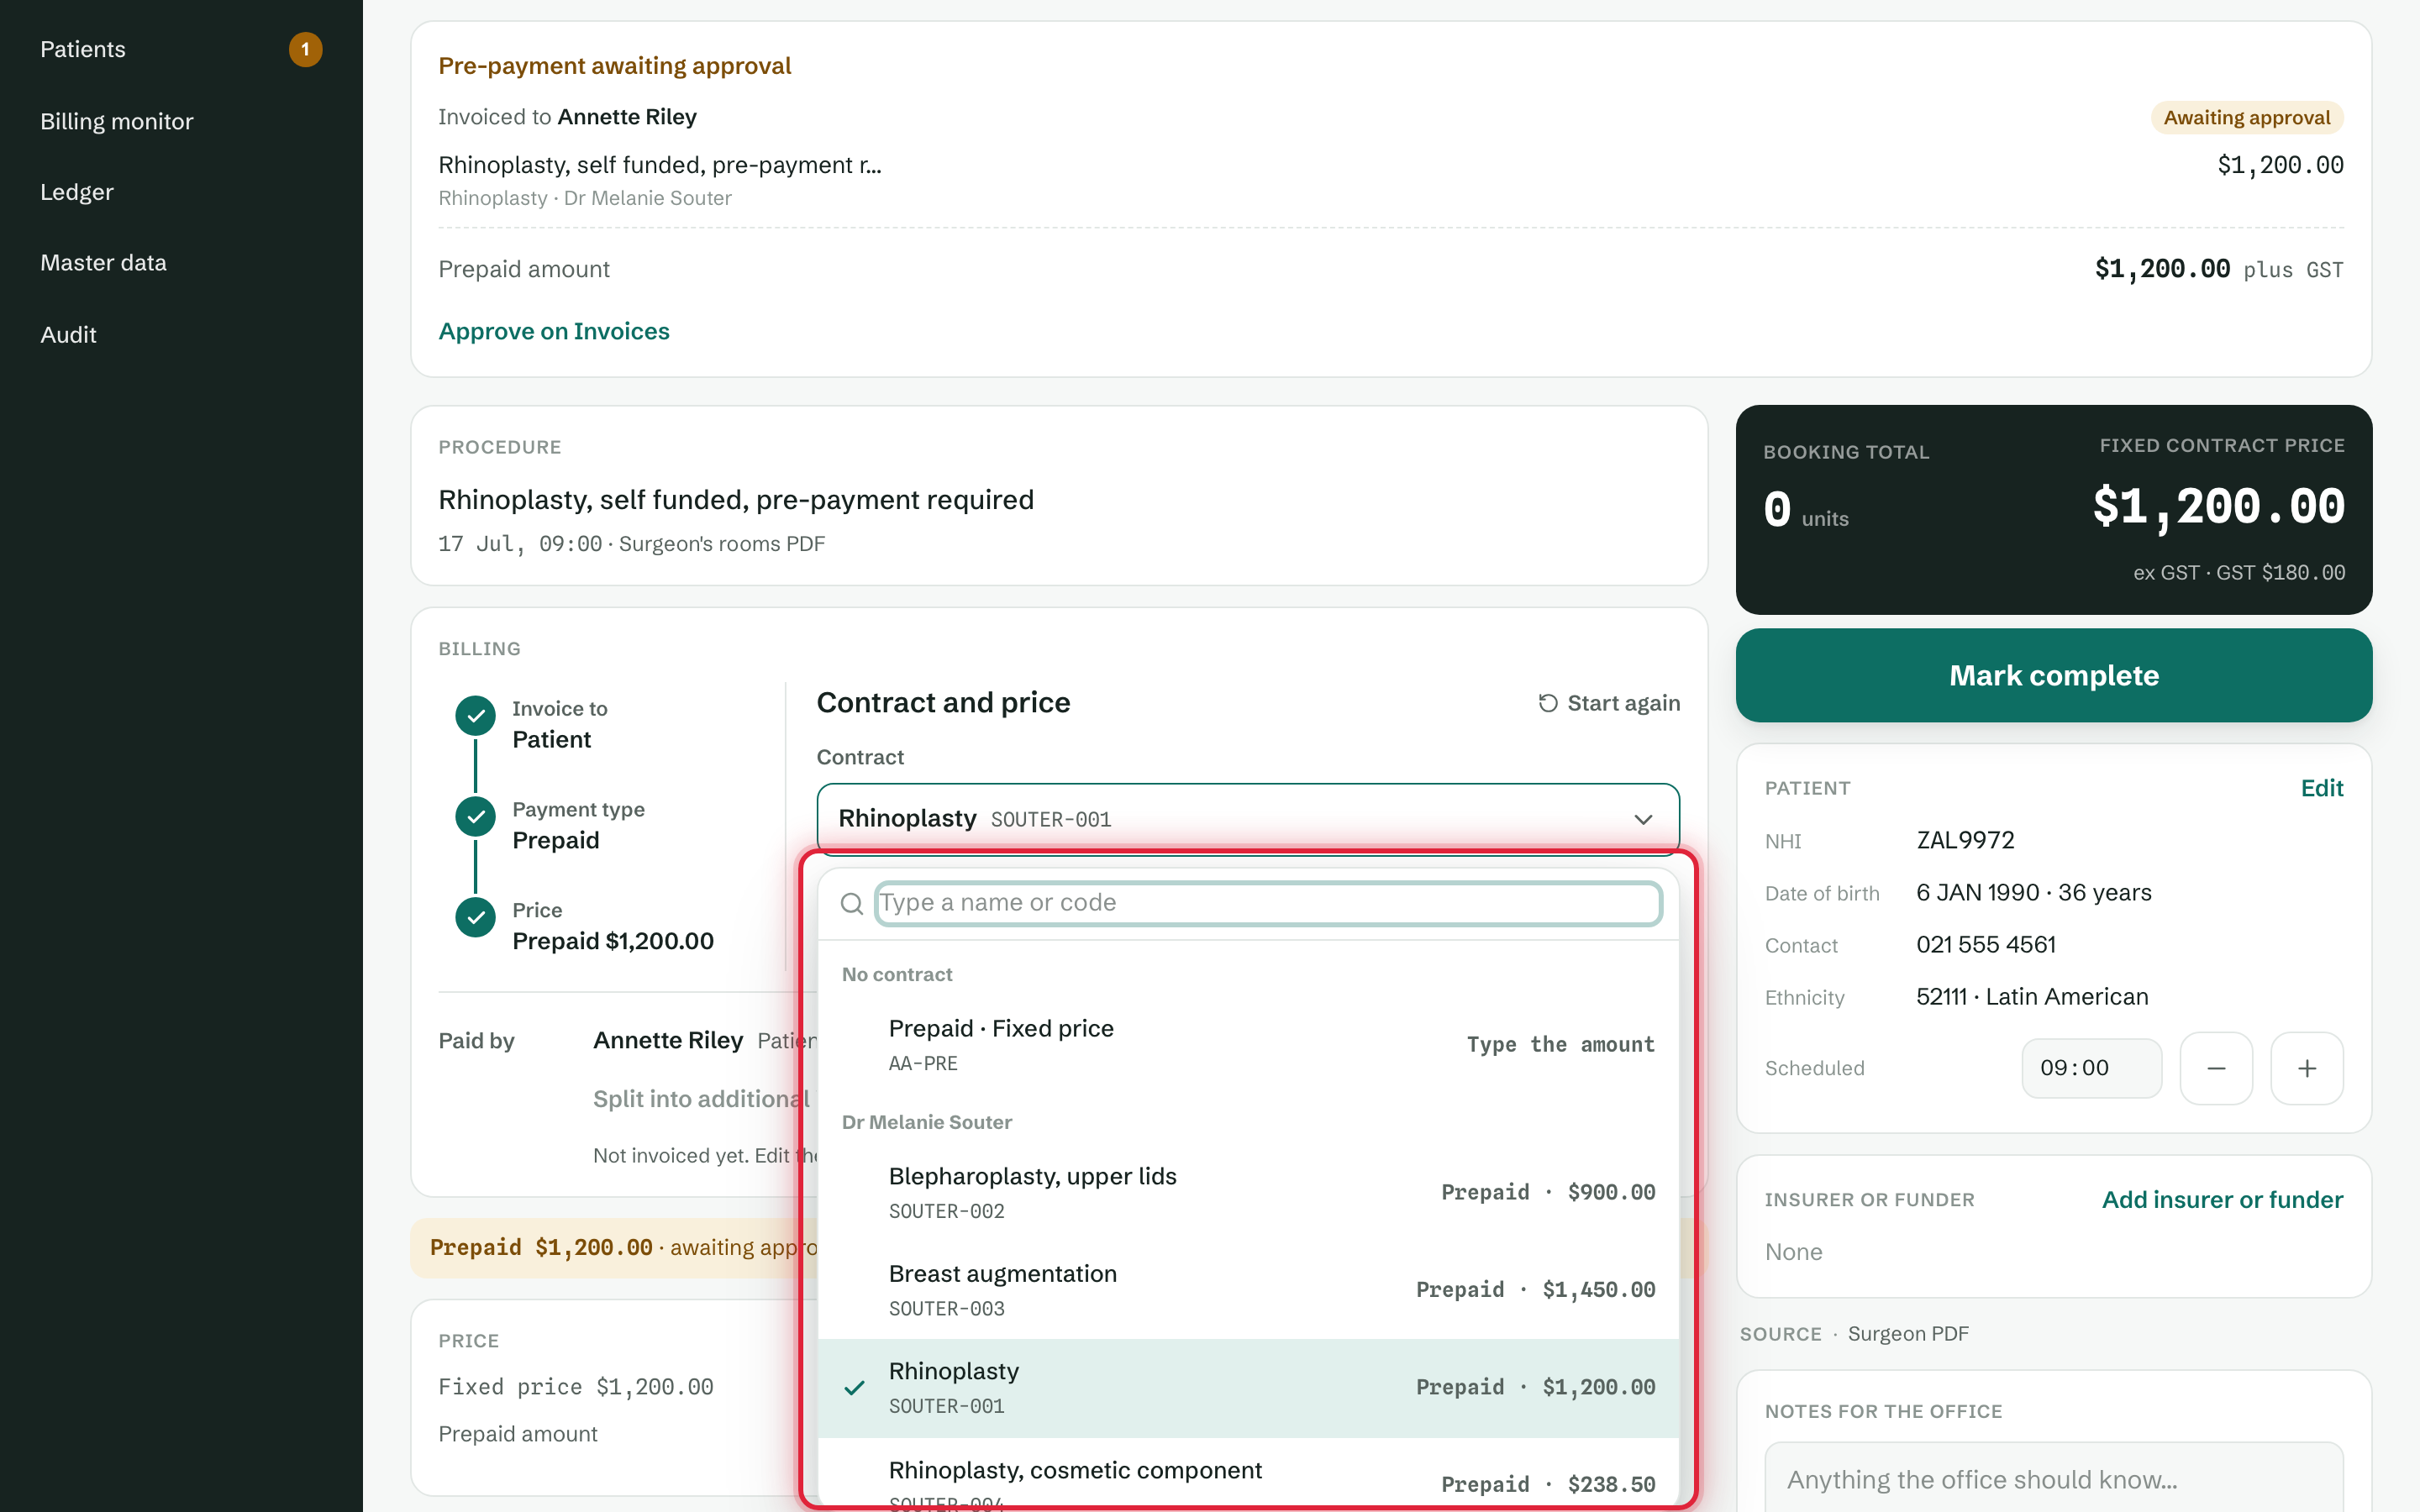 Patients
1
Billing monitor
Ledger
Master data
Audit
Pre-payment awaiting approval
Invoiced to Annette Riley
Awaiting approval
Rhinoplasty, self funded, pre-payment r...
$1,200.00
Rhinoplasty · Dr Melanie Souter
Prepaid amount
$1,200.00 plus GST
Approve on Invoices
PROCEDURE
Rhinoplasty, self funded, pre-payment required
17 Jul, 09:00 · Surgeon's rooms PDF
BOOKING TOTAL
0 units
FIXED CONTRACT PRICE
$1,200.00
ex GST · GST $180.00
Mark complete
BILLING
Invoice to
Patient
Payment type
Prepaid
Price
Prepaid $1,200.00
Contract and price
Start again
Contract
Rhinoplasty SOUTER-001
Type a name or code
No contract
Prepaid · Fixed price
AA-PRE
Type the amount
Dr Melanie Souter
Blepharoplasty, upper lids
SOUTER-002
Prepaid · $900.00
Breast augmentation
SOUTER-003
Prepaid · $1,450.00
Rhinoplasty
SOUTER-001
Prepaid · $1,200.00
Rhinoplasty, cosmetic component
SOUTER-004
Prepaid · $238.50
Paid by
Annette Riley
Split into additional
Not invoiced yet. Edit
Prepaid $1,200.00 · awaiting
PRICE
Fixed price $1,200.00
Prepaid amount
PATIENT
Edit
NHI
ZAL9972
Date of birth
6 JAN 1990 · 36 years
Contact
021 555 4561
Ethnicity
52111 · Latin American
Scheduled
09:00
INSURER OR FUNDER
Add insurer or funder
None
SOURCE · Surgeon PDF
NOTES FOR THE OFFICE
Anything the office should know...